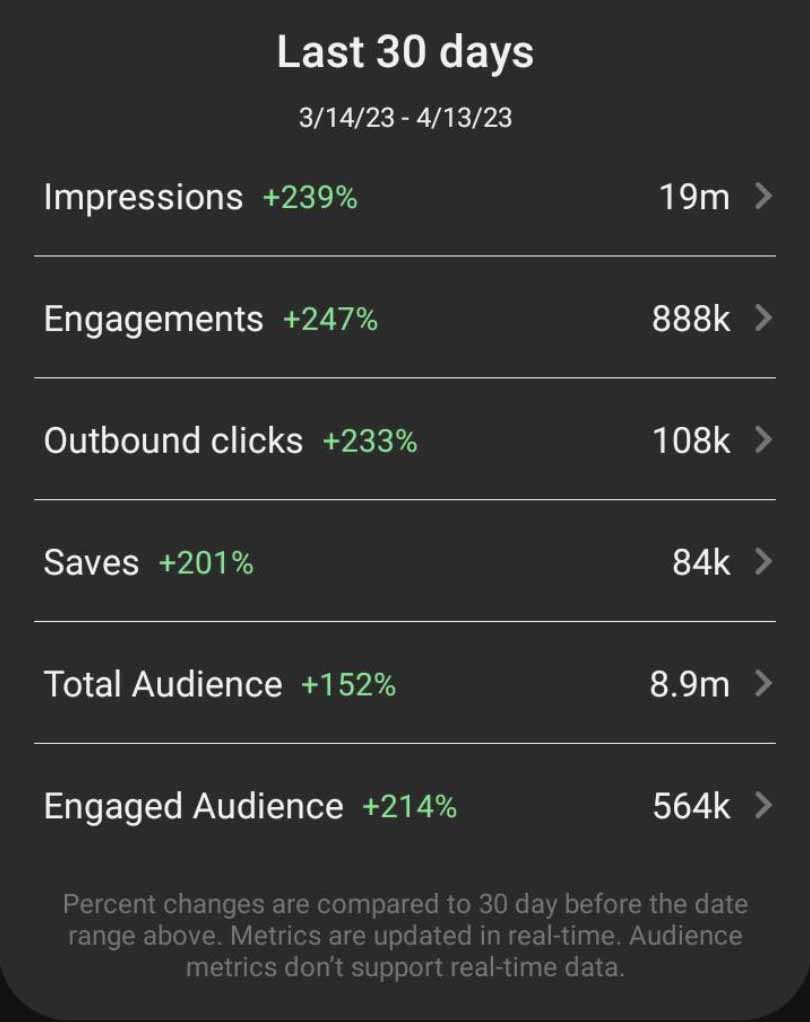 Last 30 days
3/14/23 - 4/13/23
Impressions +239% 19m
Engagements +247% 888k
Outbound clicks +233% 108k
Saves +201% 84k
Total Audience +152% 8.9m
Engaged Audience +214% 564k
Percent changes are compared to 30 day before the date
range above. Metrics are updated in real-time. Audience
metrics don’t support real-time data.